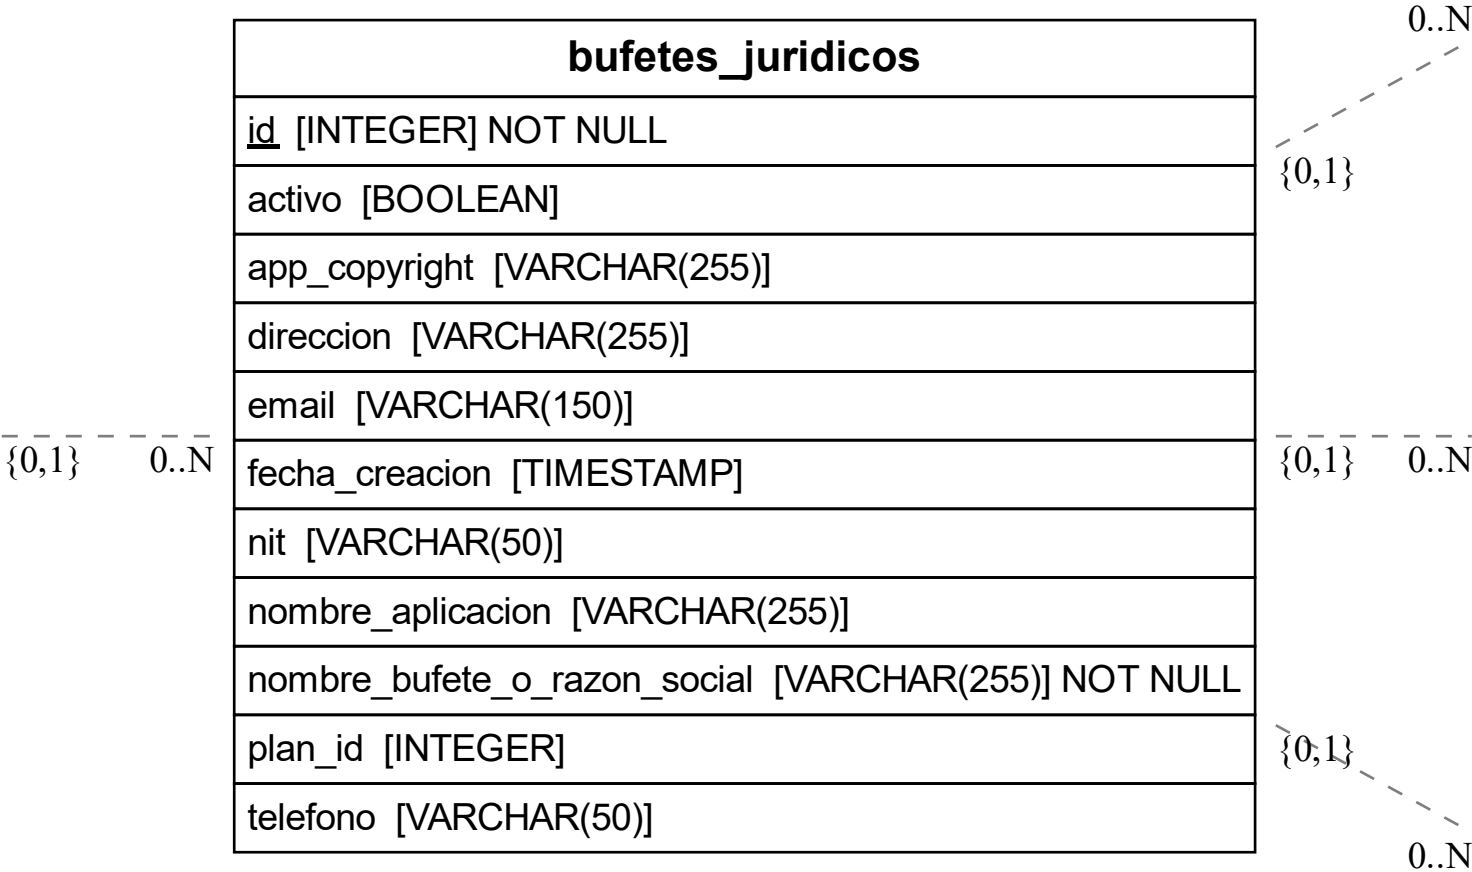 0..N
bufetes_juridicos
id [INTEGER] NOT NULL
{0,1}
activo [BOOLEAN]
app_copyright [VARCHAR(255)]
direccion [VARCHAR(255)]
email [VARCHAR(150)]
{0,1} 0..N
fecha_creacion [TIMESTAMP]
{0,1} 0..N
nit [VARCHAR(50)]
nombre_aplicacion [VARCHAR(255)]
nombre_bufete_o_razon_social [VARCHAR(255)] NOT NULL
plan_id [INTEGER]
{0,1}
telefono [VARCHAR(50)]
0..N